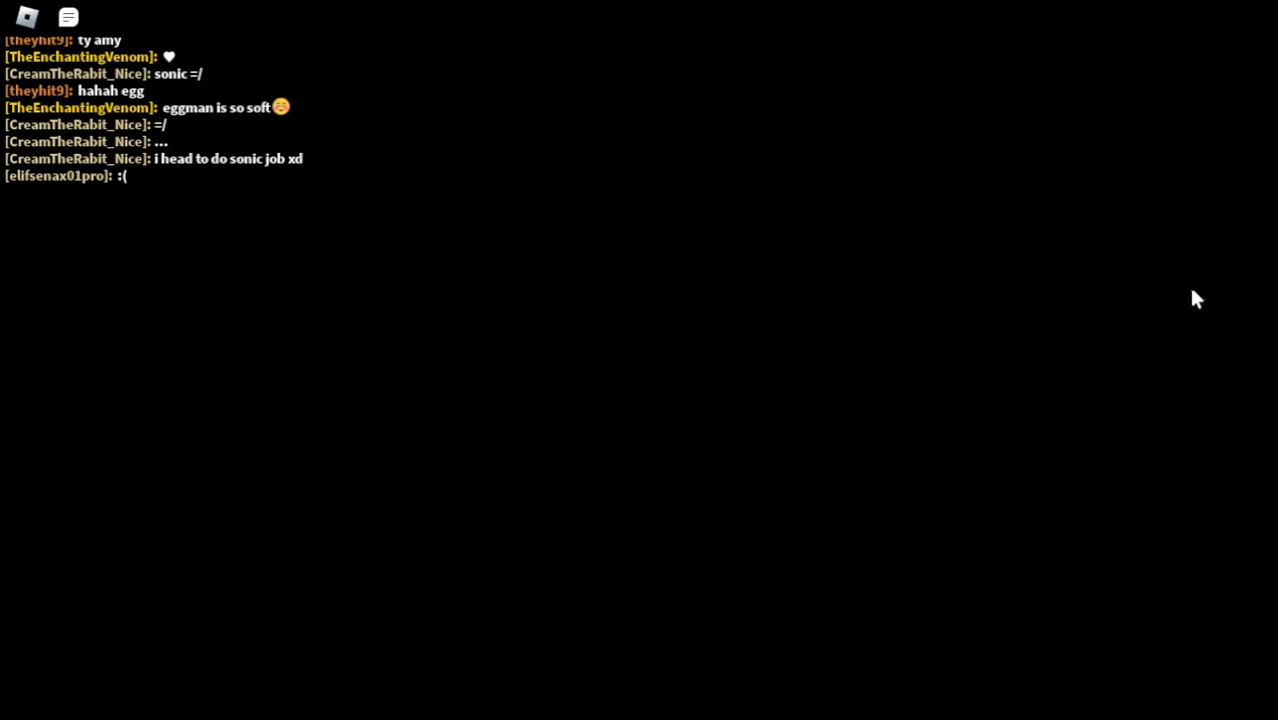 [theyhit9]: ty amy
[TheEnchantingVenom]: ♥
[CreamTheRabit_Nice]: sonic =/
[theyhit9]: hahah egg
[TheEnchantingVenom]: eggman is so soft☺️
[CreamTheRabit_Nice]: =/
[CreamTheRabit_Nice]: ...
[CreamTheRabit_Nice]: i head to do sonic job xd
[elifsenax01pro]: :(